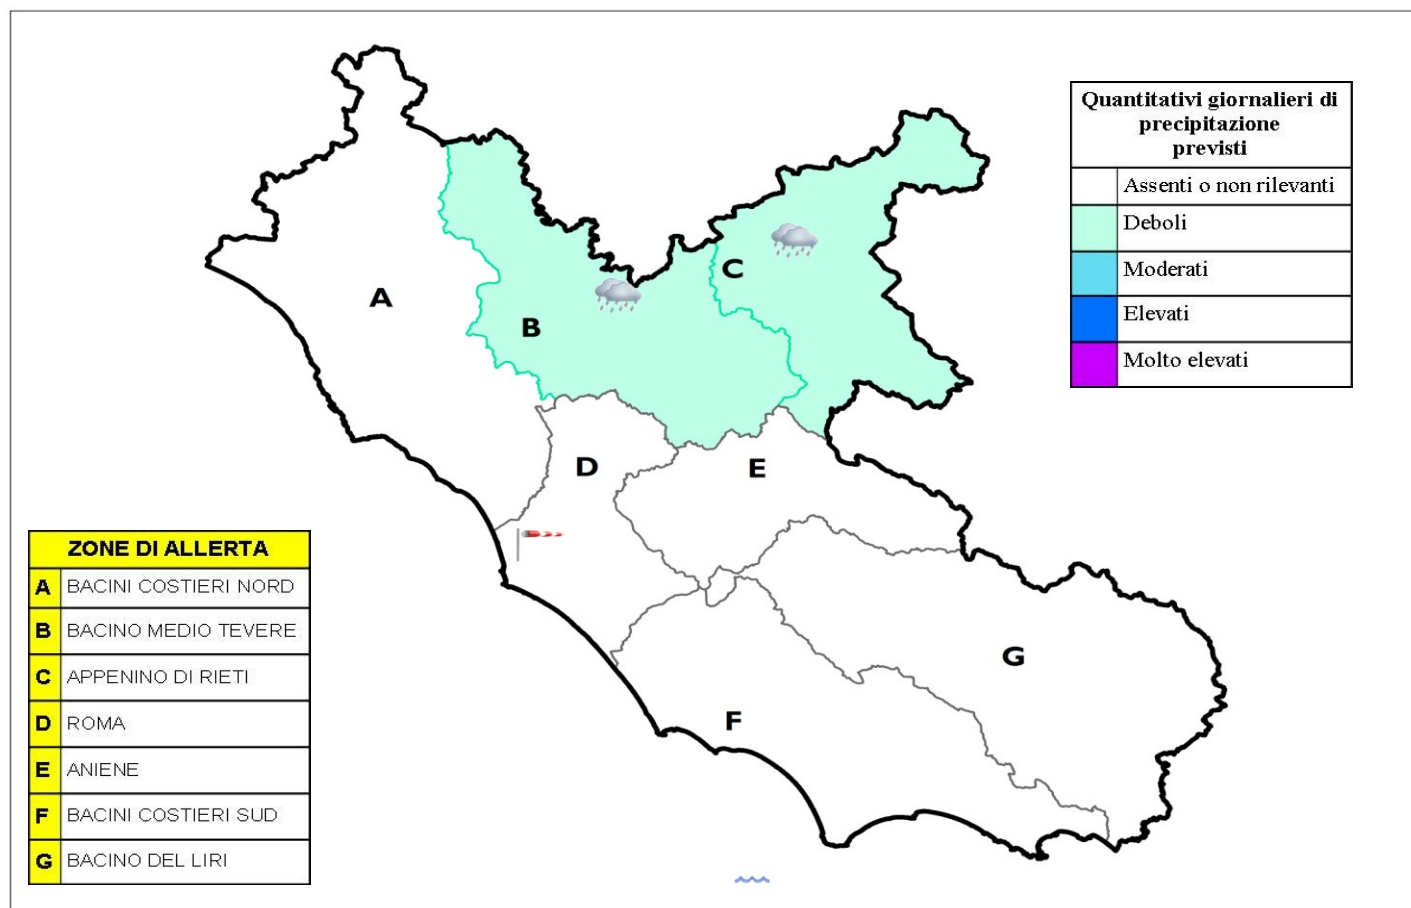 Quantitativi giornalieri di
precipitazione
previsti
Assenti o non rilevanti
Deboli
Moderati
Elevati
Molto elevati
A
B
C
D
E
F
G
ZONE DI ALLERTA
A BACINI COSTIERI NORD
B BACINO MEDIO TEVERE
C APPENINO DI RIETI
D ROMA
E ANIENE
F BACINI COSTIERI SUD
G BACINO DEL LIRI